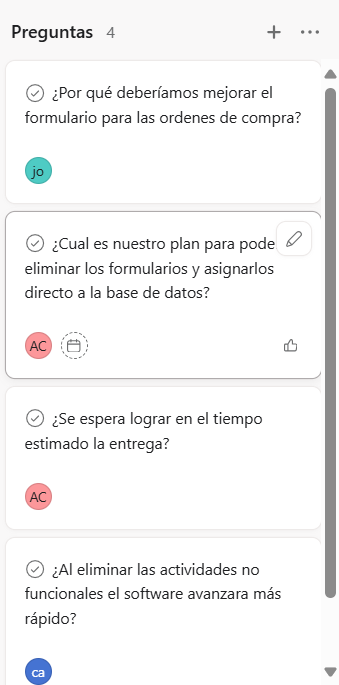 Preguntas 4
¿Por qué deberíamos mejorar el
formulario para las ordenes de compra?
jo
¿Cual es nuestro plan para pode
eliminar los formularios y asignarlos
directo a la base de datos?
AC
¿Se espera lograr en el tiempo
estimado la entrega?
AC
¿Al eliminar las actividades no
funcionales el software avanzara más
rápido?
ca